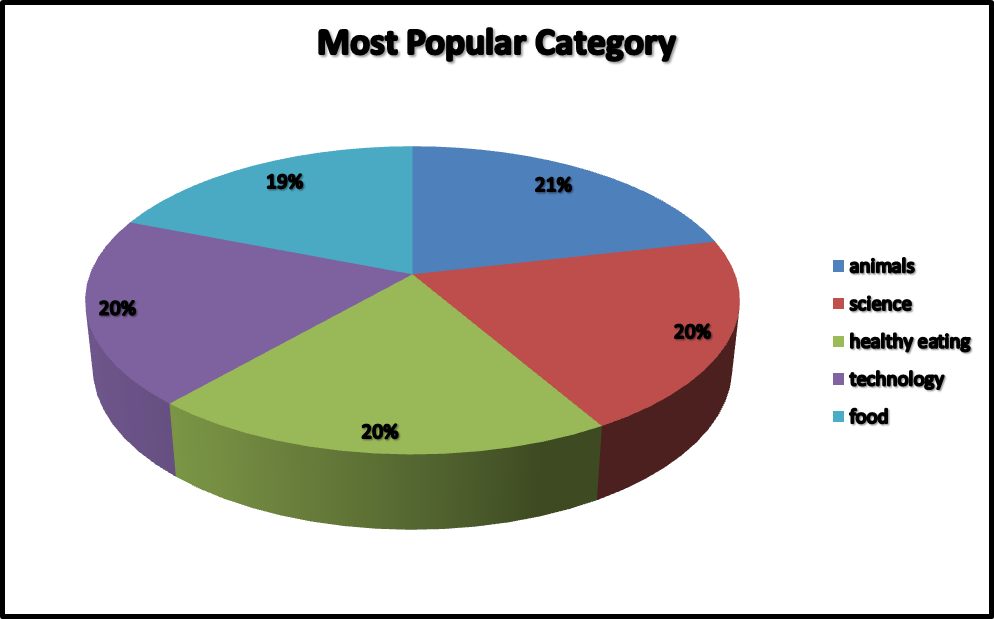 Most Popular Category
19%
21%
20%
20%
20%
animals
science
healthy eating
technology
food